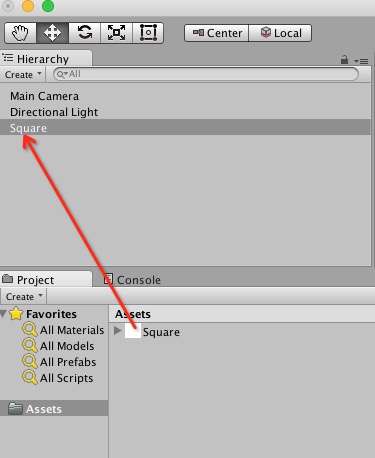 Center Local
Hierarchy
Create All
Main Camera
Directional Light
Square
Project Console
Create
Favorites
All Materials
All Models
All Prefabs
All Scripts
Assets
Assets
Square